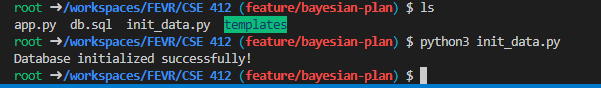 root ➜/workspaces/FEVR/CSE 412 (feature/bayesian-plan) $ ls
app.py  db.sql  init_data.py  templates
root ➜/workspaces/FEVR/CSE 412 (feature/bayesian-plan) $ python3 init_data.py
Database initialized successfully!
root ➜/workspaces/FEVR/CSE 412 (feature/bayesian-plan) $